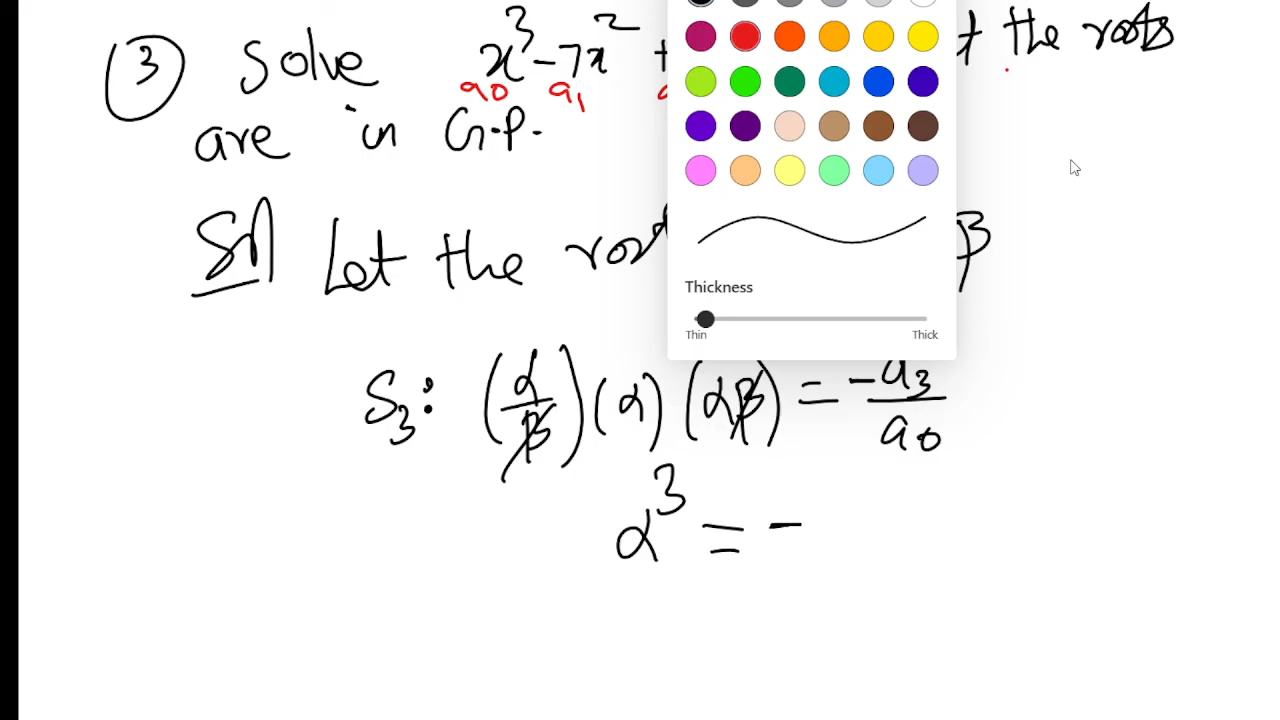 ③ Solve x³-7x² + t the roots
a0 a₁ a
are in G.P.
Sol Let the root β
Thickness
Thin Thick
S₃: (α/β)(α)(αβ) = -a₃/a0
α³ = -